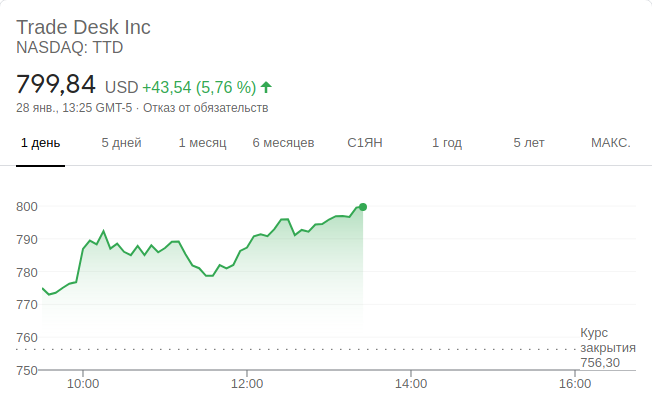 Trade Desk Inc
NASDAQ: TTD
799,84 USD +43,54 (5,76 %)
28 янв., 13:25 GMT-5 · Отказ от обязательств
1 день 5 дней 1 месяц 6 месяцев С1ЯН 1 год 5 лет МАКС.
800
790
780
770
760
Курс
закрытия
756,30
750
10:00 12:00 14:00 16:00